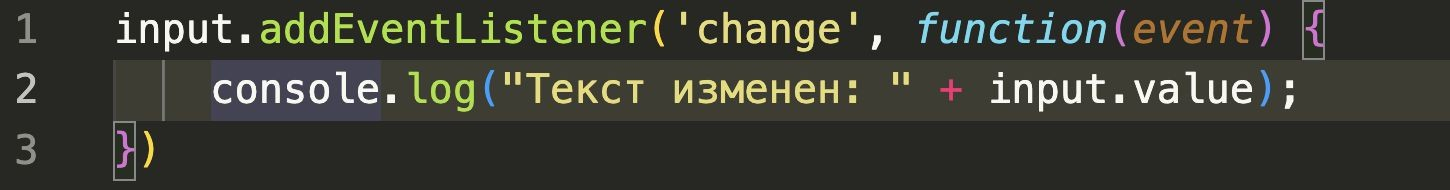 1 input.addEventListener('change', function(event) {
2 console.log("Текст изменен: " + input.value);
3 })